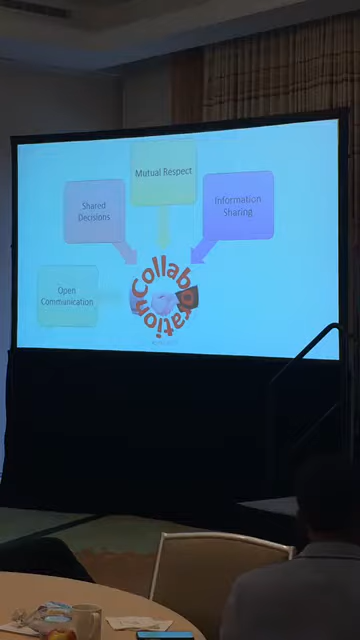 Mutual Respect
Shared
Decisions
Information
Sharing
Open
Communication
Collaboration